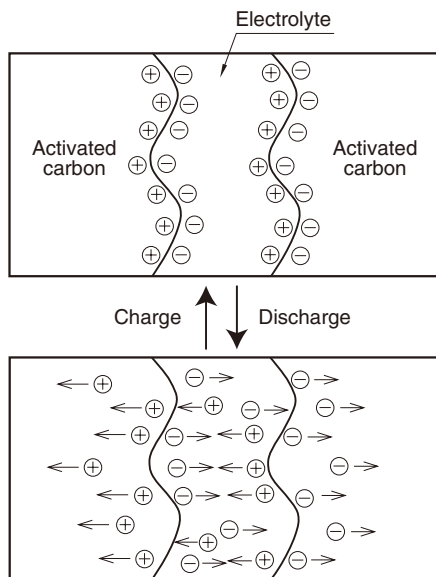 Electrolyte
Activated
carbon
Activated
carbon
Charge
Discharge